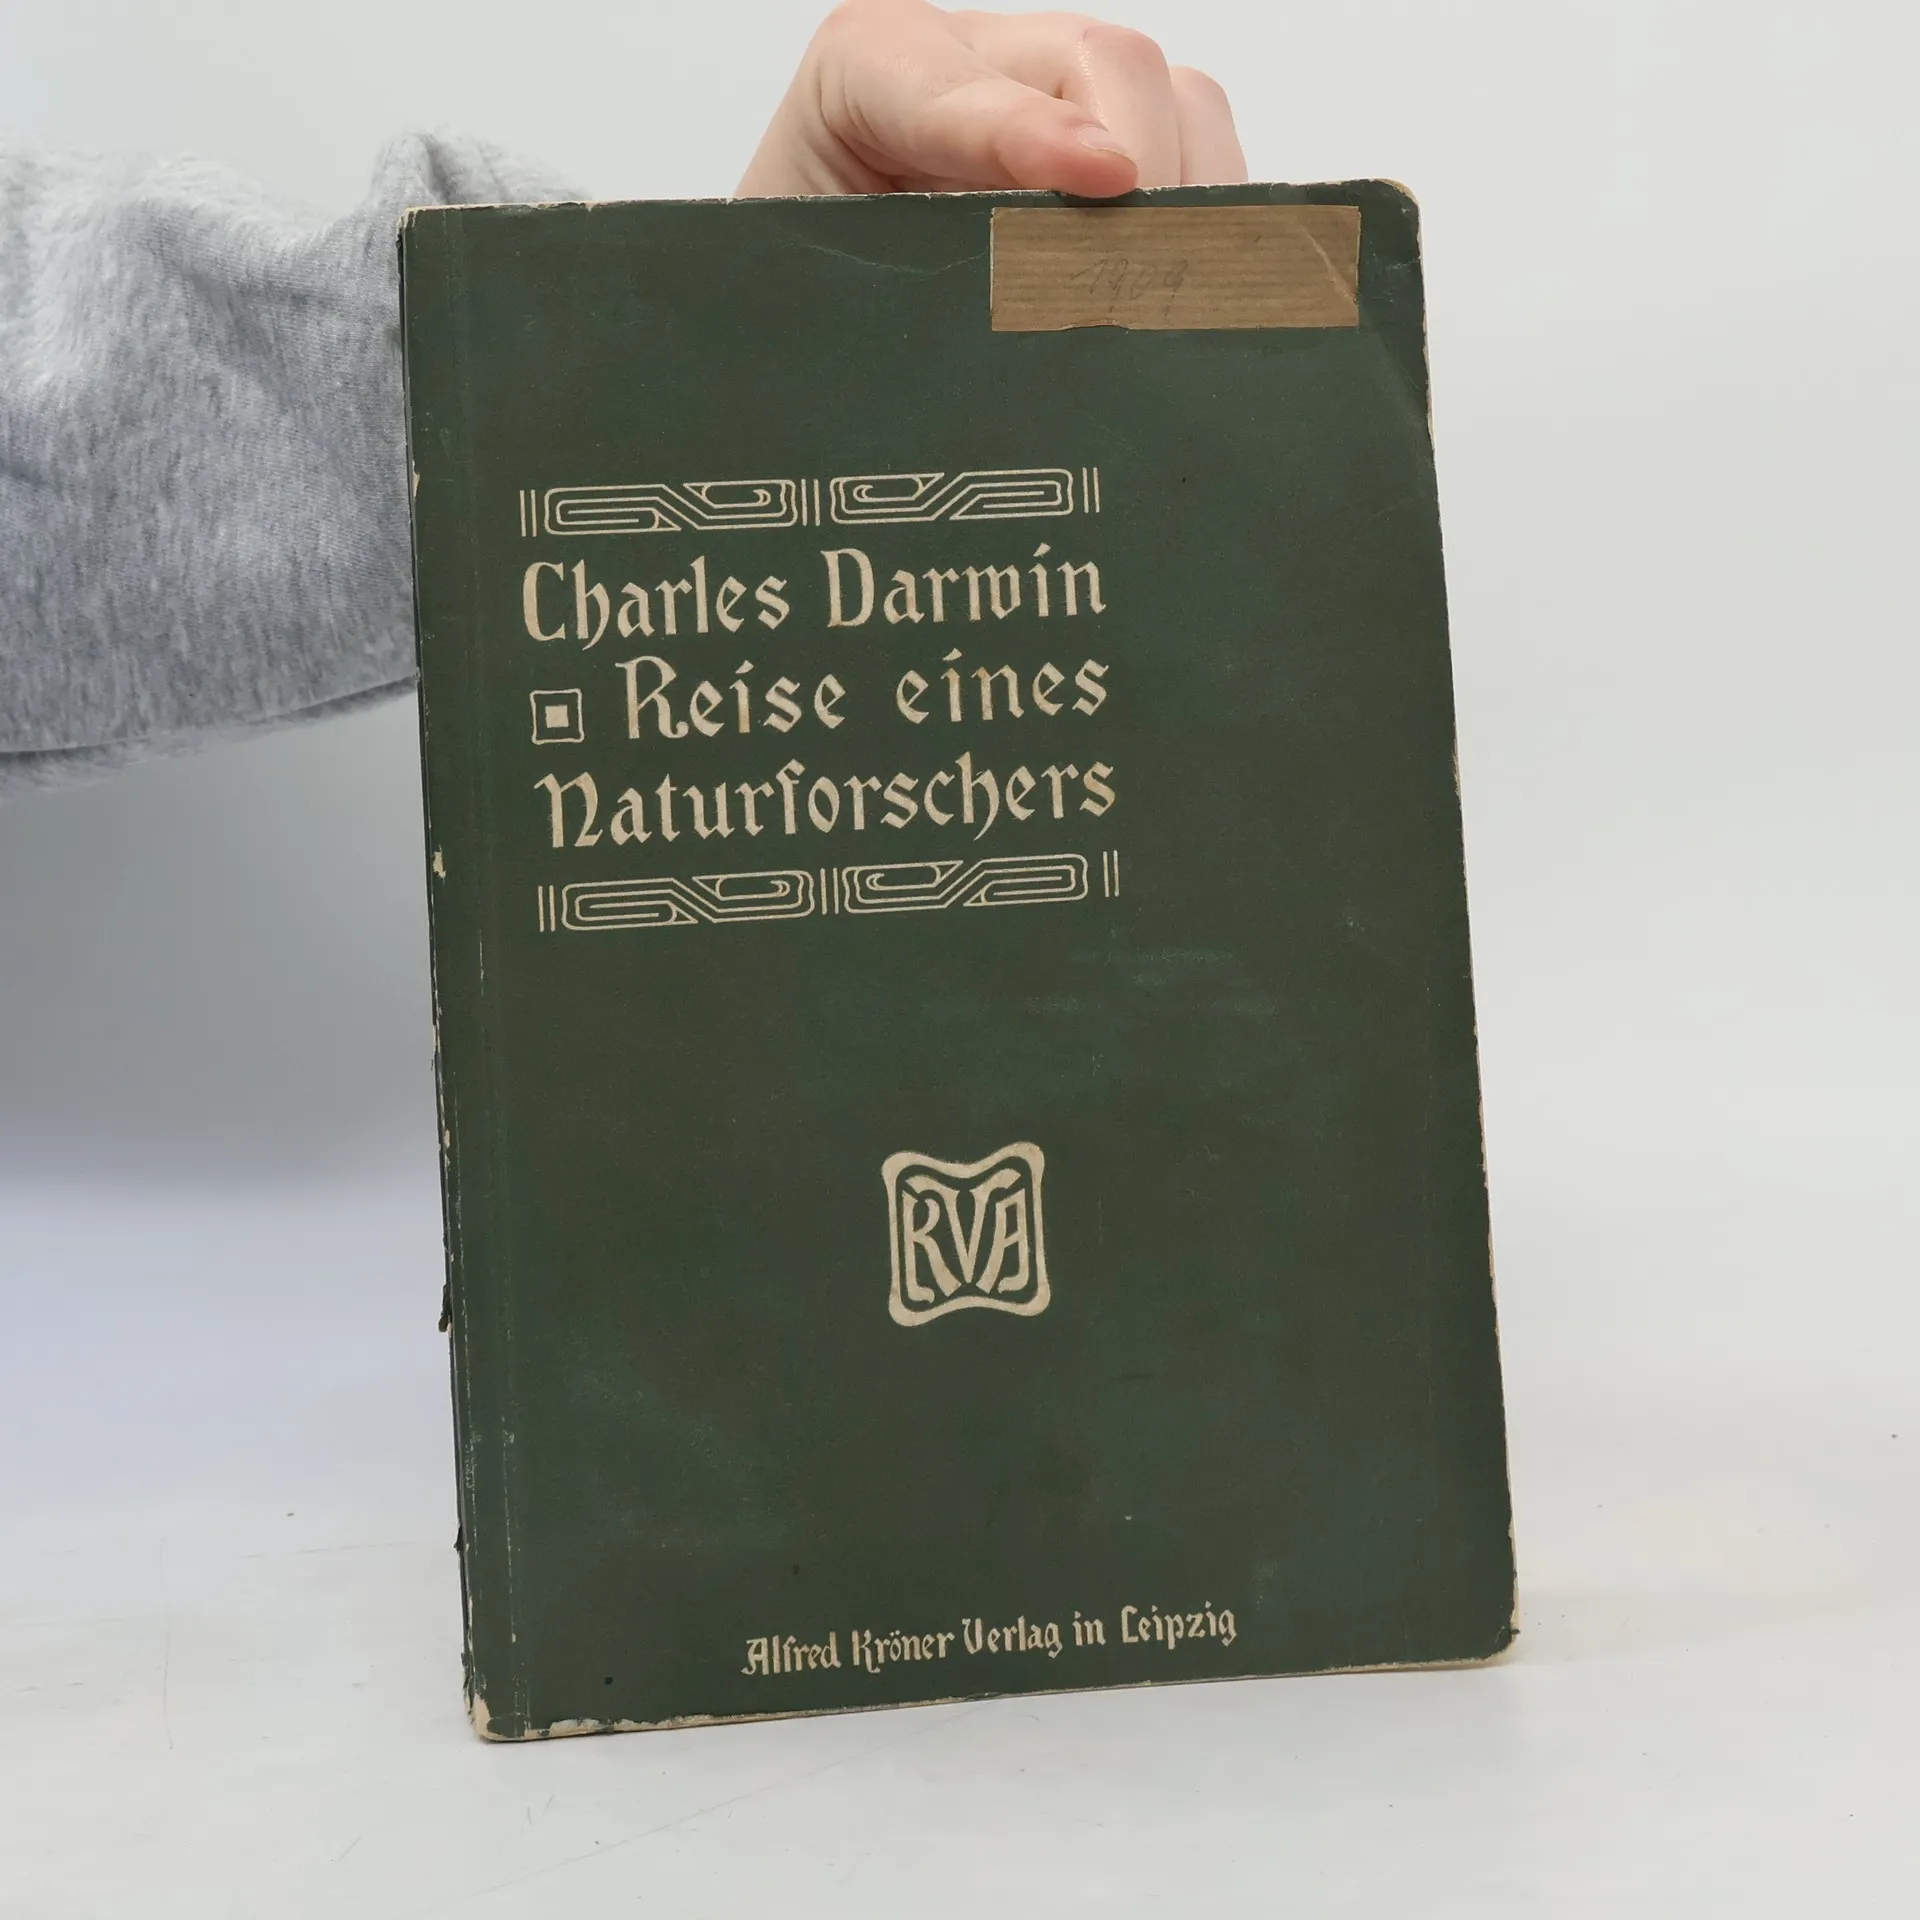 1909
Charles Darwin
Reise eines
Naturforschers
KVA
Alfred Kröner Verlag in Leipzig